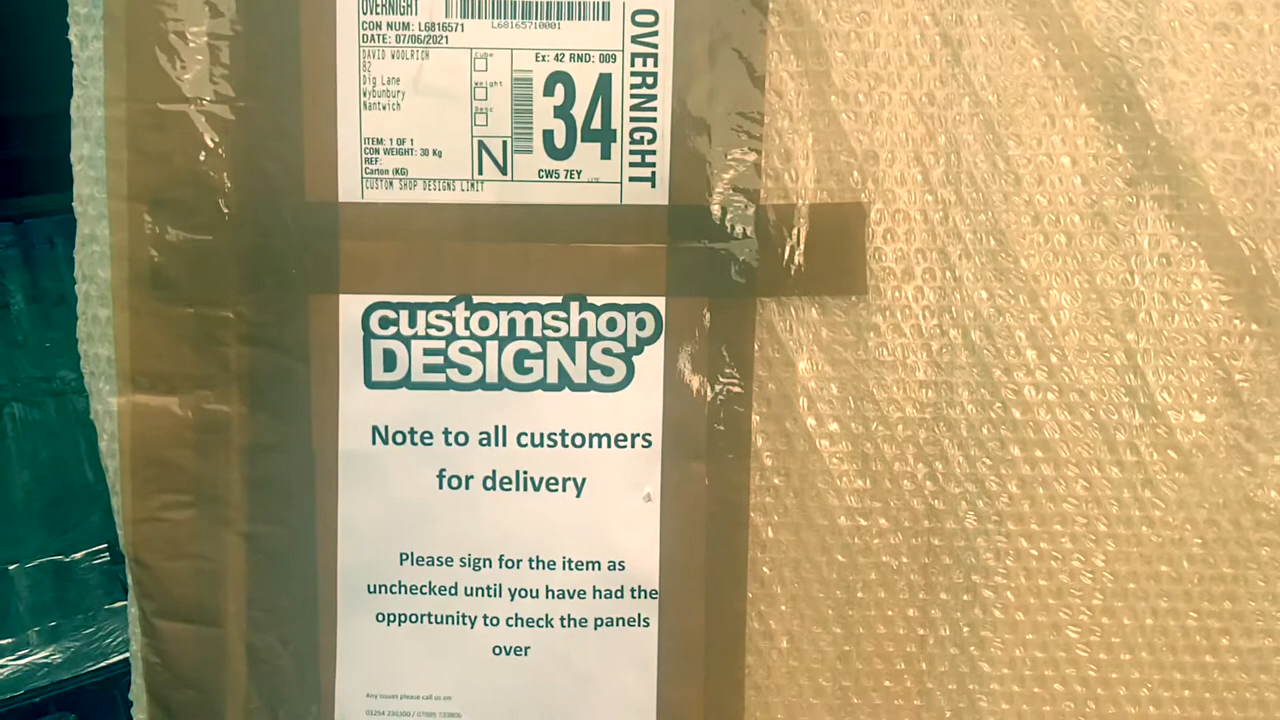 OVERNIGHT
CON NUM: L6816571
L68165710001
DATE: 07/06/2021
OVERNIGHT
DAVID WOOLRICH
82
Dig Lane
Wybunbury
Nantwich
Cube
Weight
Desc
Ex: 42 RND: 009
34
ITEM: 1 OF 1
CON WEIGHT: 30 Kg
REF:
Carton (KG)
N
CW5 7EY
CUSTOM SHOP DESIGNS LIMIT
customshop
DESIGNS
Note to all customers
for delivery
Please sign for the item as
unchecked until you have had the
opportunity to check the panels
over
Any issues please call us on:
01254 230300 /